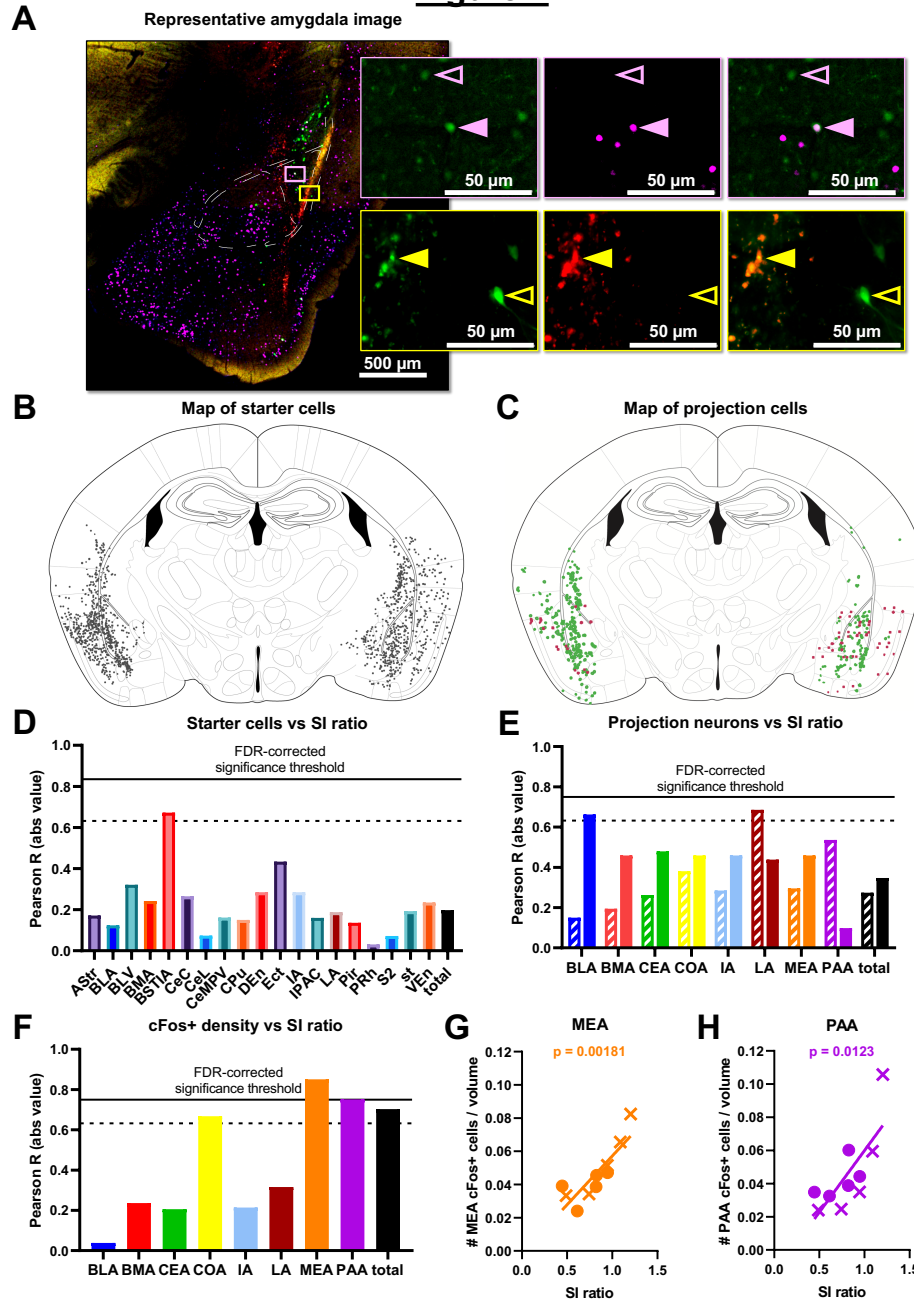 A
Representative amygdala image
50 µm
50 µm
50 µm
50 µm
50 µm
50 µm
500 µm
B
Map of starter cells
C
Map of projection cells
D
Starter cells vs SI ratio
FDR-corrected
significance threshold
Pearson R (abs value)
1.0
0.8
0.6
0.4
0.2
0.0
AStr
BLA
BLV
BMA
BSTIA
CeC
CeL
CeMPV
CPu
DEn
Ect
IA
IPAC
LA
Pir
PRh
S2
st
VEn
total
E
Projection neurons vs SI ratio
FDR-corrected
significance threshold
Pearson R (abs value)
1.0
0.8
0.6
0.4
0.2
0.0
BLA
BMA
CEA
COA
IA
LA
MEA
PAA
total
F
cFos+ density vs SI ratio
FDR-corrected
significance threshold
Pearson R (abs value)
1.0
0.8
0.6
0.4
0.2
0.0
BLA
BMA
CEA
COA
IA
LA
MEA
PAA
total
G
MEA
p = 0.00181
# MEA cFos+ cells / volume
0.12
0.10
0.08
0.06
0.04
0.02
0.00
0.0
0.5
1.0
1.5
SI ratio
H
PAA
p = 0.0123
# PAA cFos+ cells / volume
0.12
0.10
0.08
0.06
0.04
0.02
0.00
0.0
0.5
1.0
SI ratio